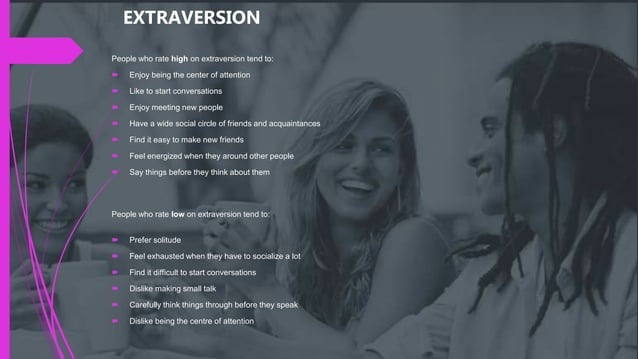 EXTRAVERSION
People who rate high on extraversion tend to:
Enjoy being the center of attention
Like to start conversations
Enjoy meeting new people
Have a wide social circle of friends and acquaintances
Find it easy to make new friends
Feel energized when they around other people
Say things before they think about them
People who rate low on extraversion tend to:
Prefer solitude
Feel exhausted when they have to socialize a lot
Find it difficult to start conversations
Dislike making small talk
Carefully think things through before they speak
Dislike being the centre of attention